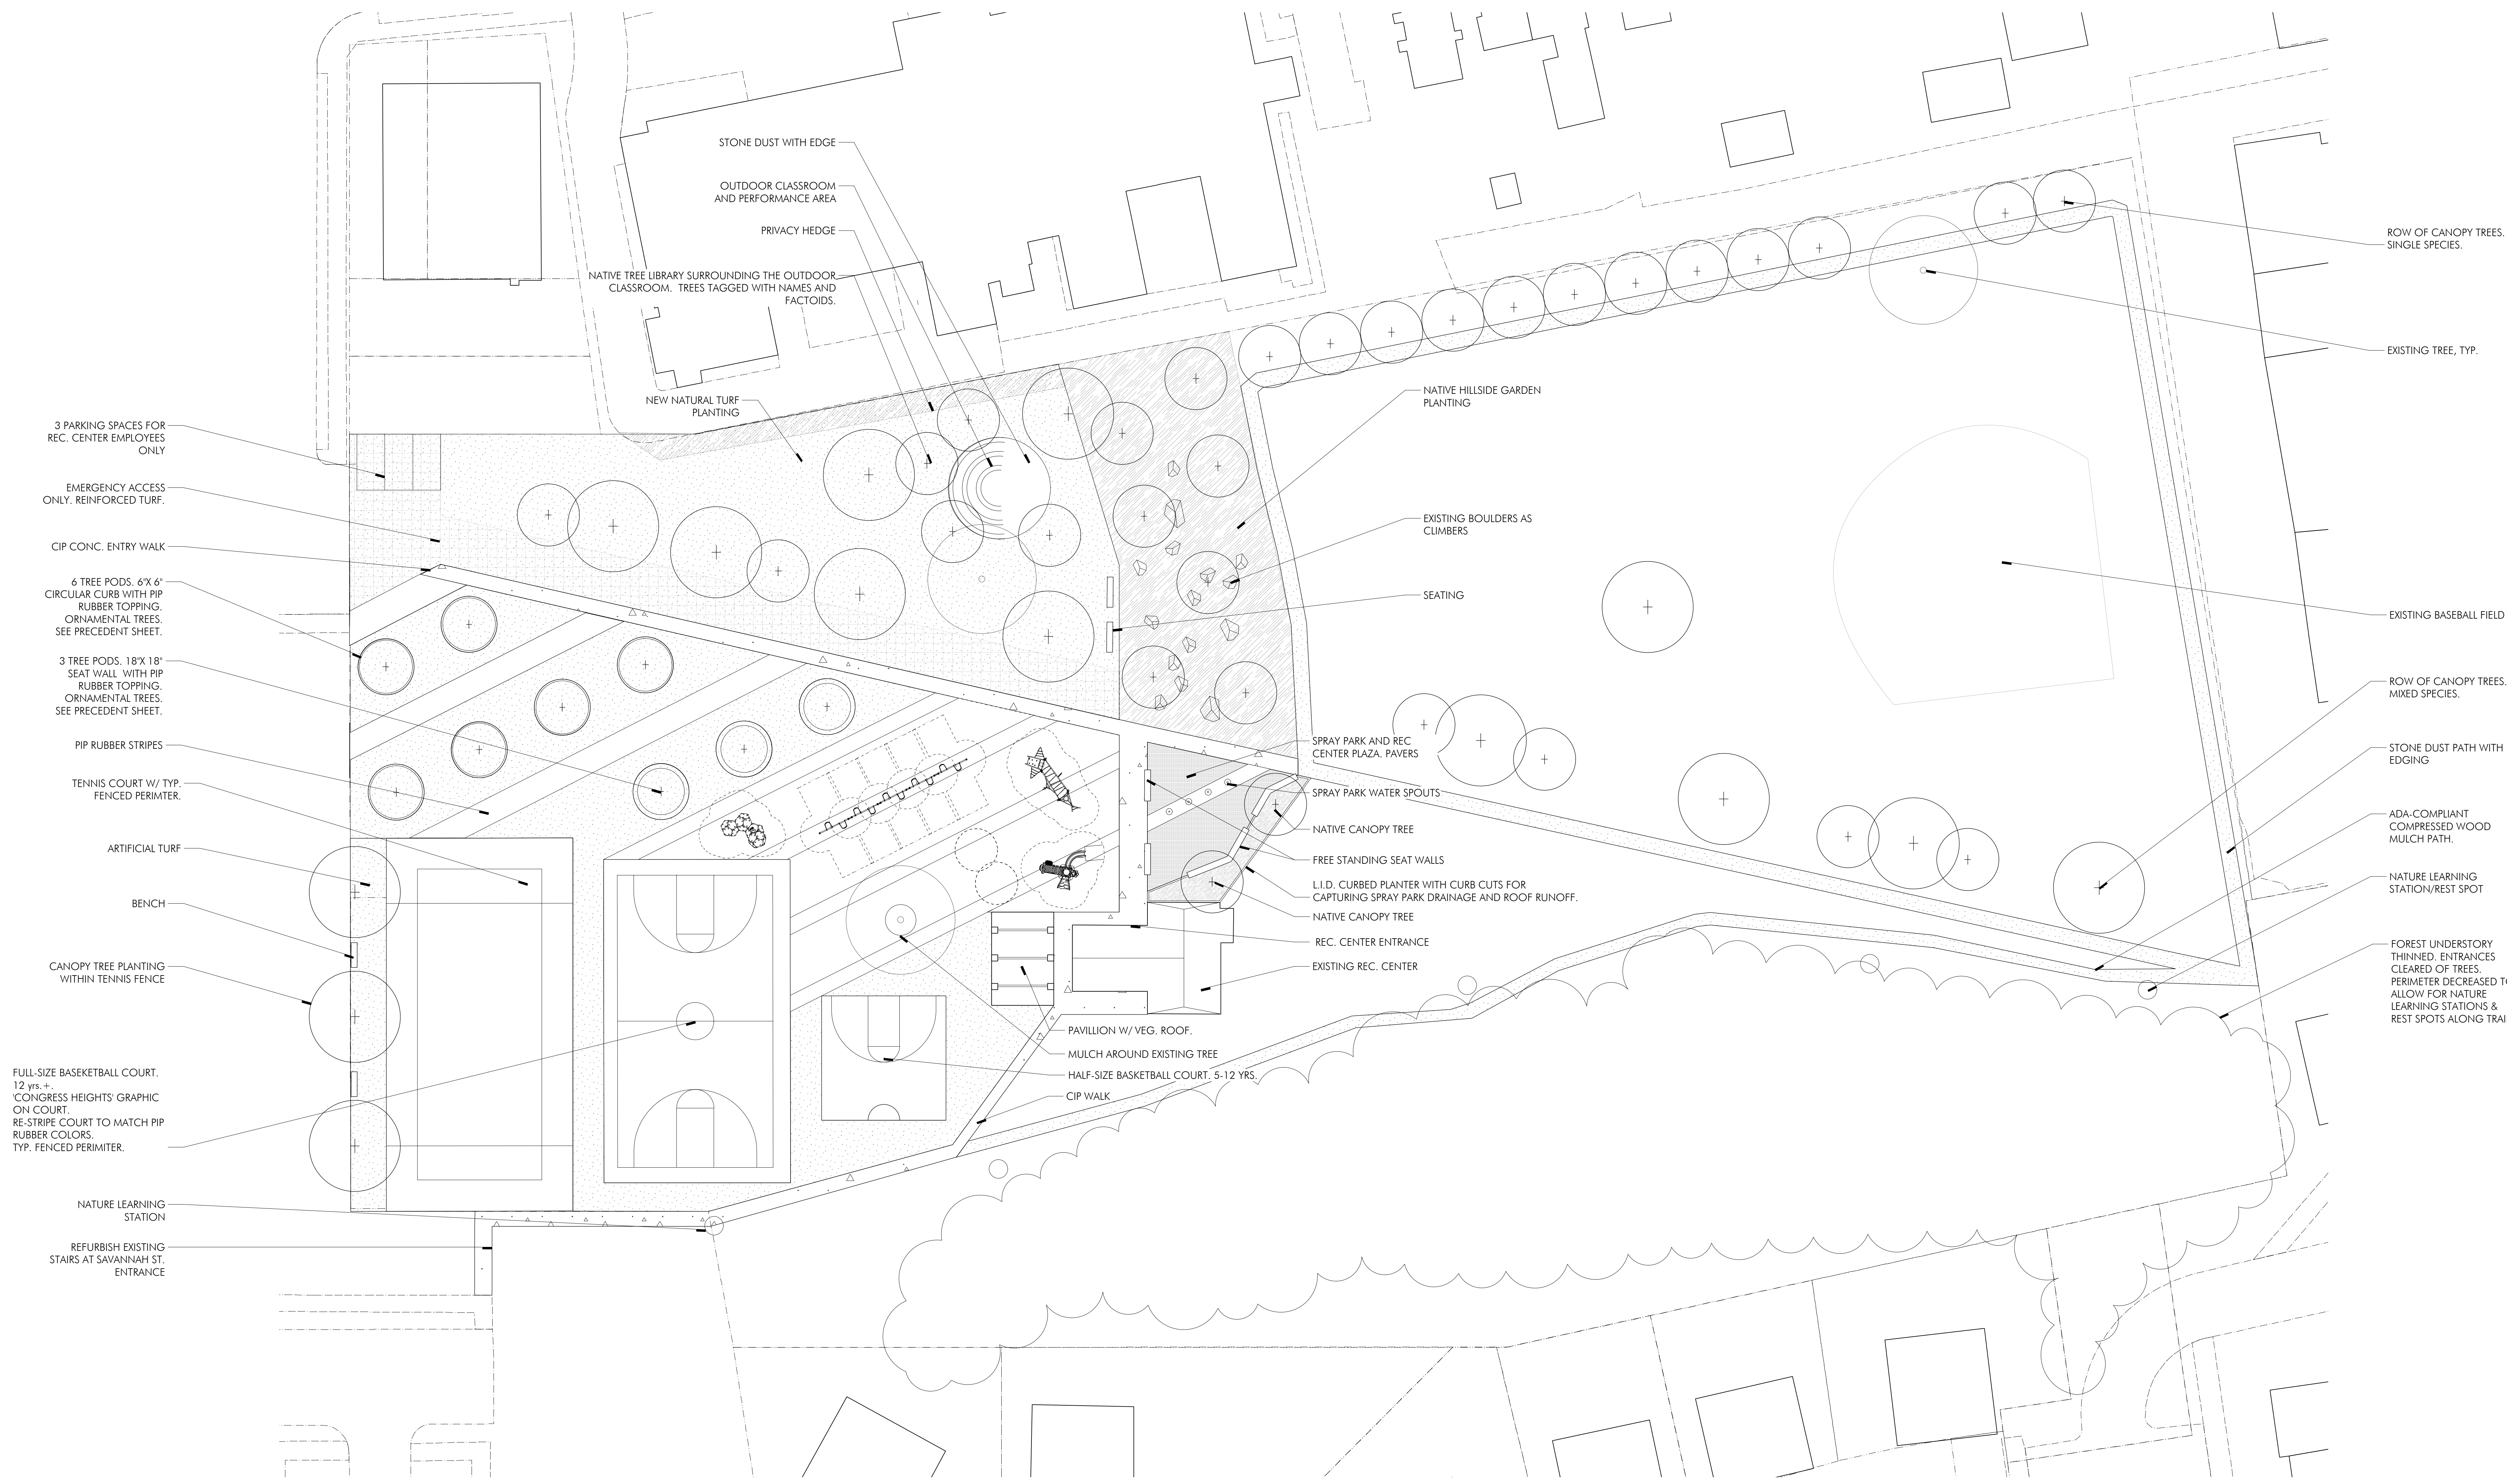 STONE DUST WITH EDGE
OUTDOOR CLASSROOM
AND PERFORMANCE AREA
PRIVACY HEDGE
NATIVE TREE LIBRARY SURROUNDING THE OUTDOOR
CLASSROOM. TREES TAGGED WITH NAMES AND
FACTOIDS.
NEW NATURAL TURF
PLANTING
3 PARKING SPACES FOR
REC. CENTER EMPLOYEES
ONLY
EMERGENCY ACCESS
ONLY. REINFORCED TURF.
CIP CONC. ENTRY WALK
6 TREE PODS. 6"X 6"
CIRCULAR CURB WITH PIP
RUBBER TOPPING.
ORNAMENTAL TREES.
SEE PRECEDENT SHEET.
3 TREE PODS. 18"X 18"
SEAT WALL WITH PIP
RUBBER TOPPING.
ORNAMENTAL TREES.
SEE PRECEDENT SHEET.
PIP RUBBER STRIPES
TENNIS COURT W/ TYP.
FENCED PERIMTER.
ARTIFICIAL TURF
BENCH
CANOPY TREE PLANTING
WITHIN TENNIS FENCE
FULL-SIZE BASEKETBALL COURT.
12 yrs.+.
'CONGRESS HEIGHTS' GRAPHIC
ON COURT.
RE-STRIPE COURT TO MATCH PIP
RUBBER COLORS.
TYP. FENCED PERIMITER.
NATURE LEARNING
STATION
REFURBISH EXISTING
STAIRS AT SAVANNAH ST.
ENTRANCE
NATIVE HILLSIDE GARDEN
PLANTING
EXISTING BOULDERS AS
CLIMBERS
SEATING
SPRAY PARK AND REC
CENTER PLAZA. PAVERS
SPRAY PARK WATER SPOUTS
NATIVE CANOPY TREE
FREE STANDING SEAT WALLS
L.I.D. CURBED PLANTER WITH CURB CUTS FOR
CAPTURING SPRAY PARK DRAINAGE AND ROOF RUNOFF.
NATIVE CANOPY TREE
REC. CENTER ENTRANCE
EXISTING REC. CENTER
PAVILLION W/ VEG. ROOF.
MULCH AROUND EXISTING TREE
HALF-SIZE BASKETBALL COURT. 5-12 YRS.
CIP WALK
ROW OF CANOPY TREES.
SINGLE SPECIES.
EXISTING TREE, TYP.
EXISTING BASEBALL FIELD
ROW OF CANOPY TREES.
MIXED SPECIES.
STONE DUST PATH WITH
EDGING
ADA-COMPLIANT
COMPRESSED WOOD
MULCH PATH.
NATURE LEARNING
STATION/REST SPOT
FOREST UNDERSTORY
THINNED. ENTRANCES
CLEARED OF TREES.
PERIMETER DECREASED
ALLOW FOR NATURE
LEARNING STATIONS &
REST SPOTS ALONG